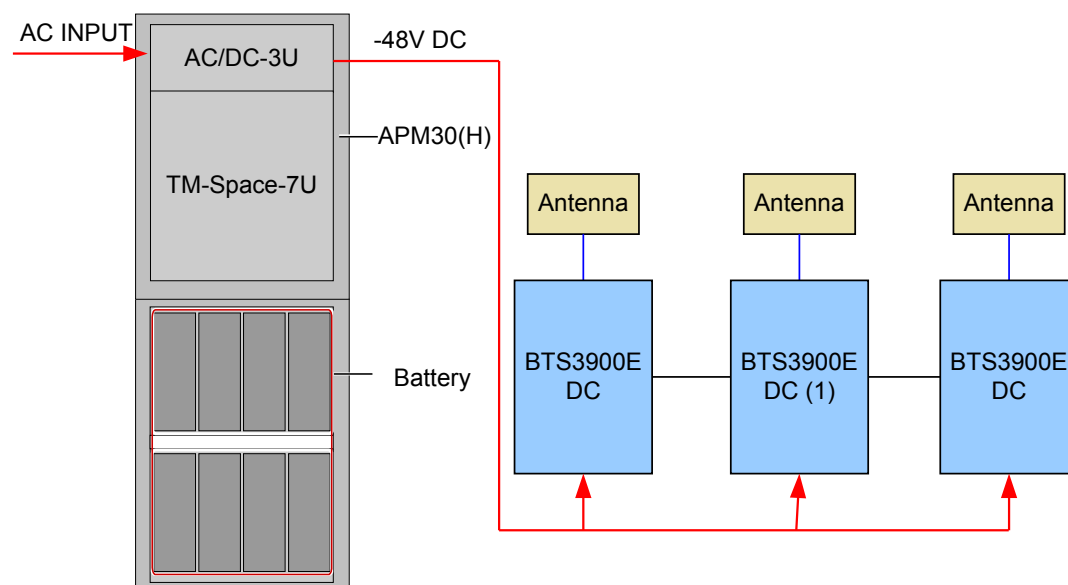 AC INPUT
AC/DC-3U
-48V DC
APM30(H)
TM-Space-7U
Antenna
Antenna
Antenna
BTS3900E
DC
BTS3900E
DC (1)
BTS3900E
DC
Battery